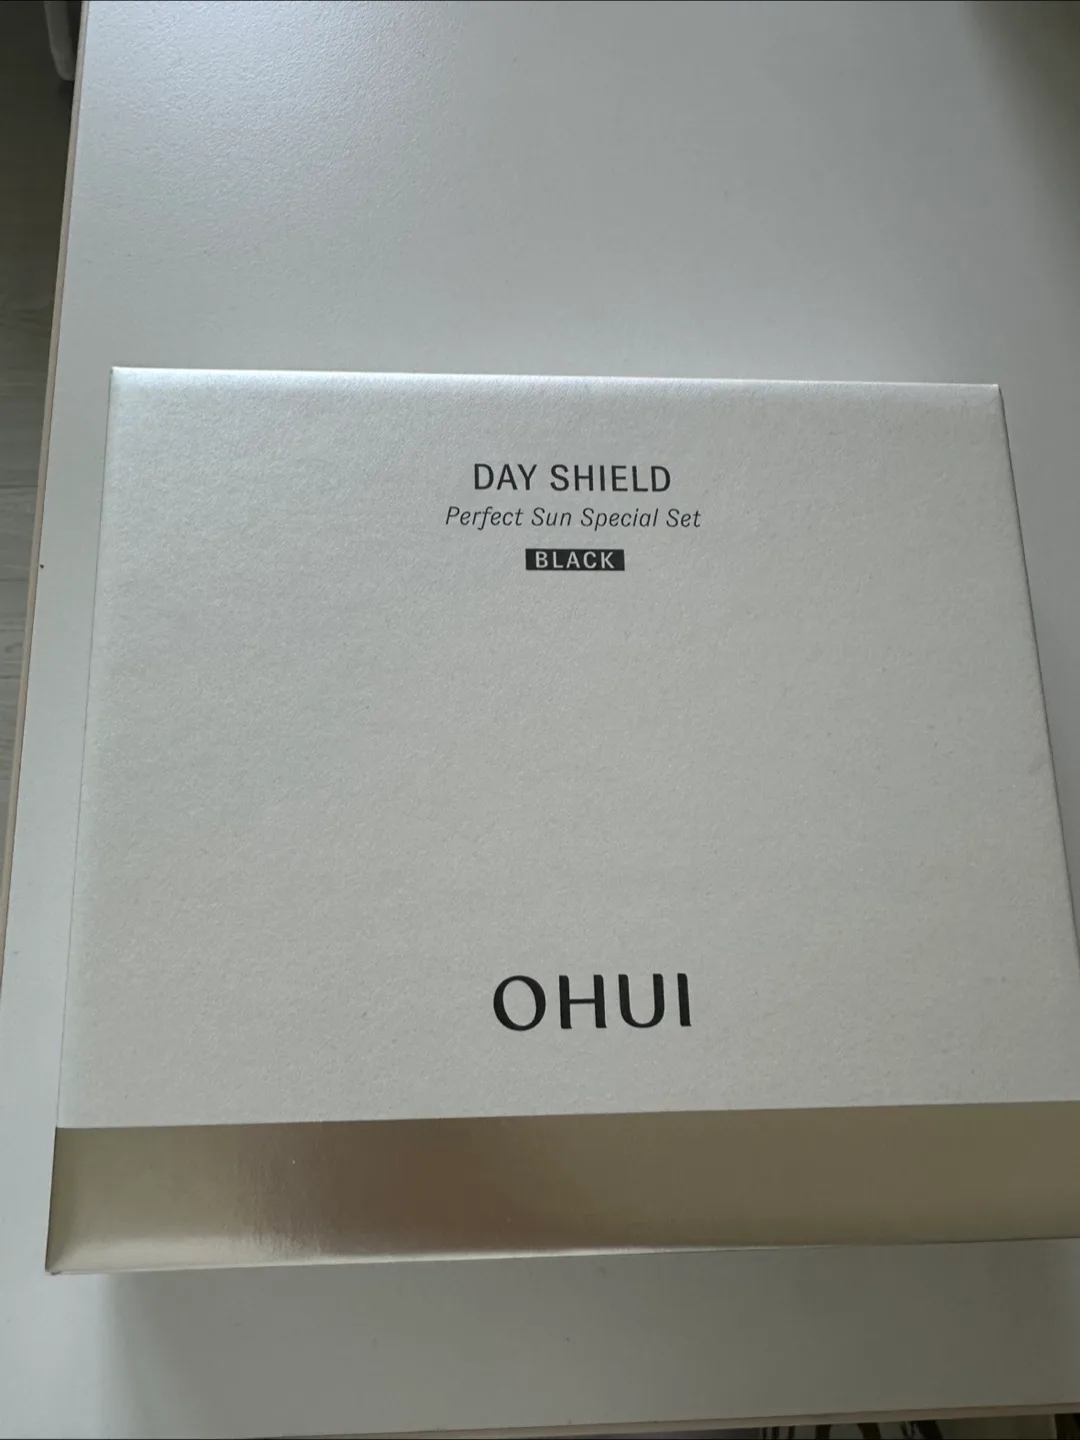 DAY SHIELD
Perfect Sun Special Set
BLACK
OHUI